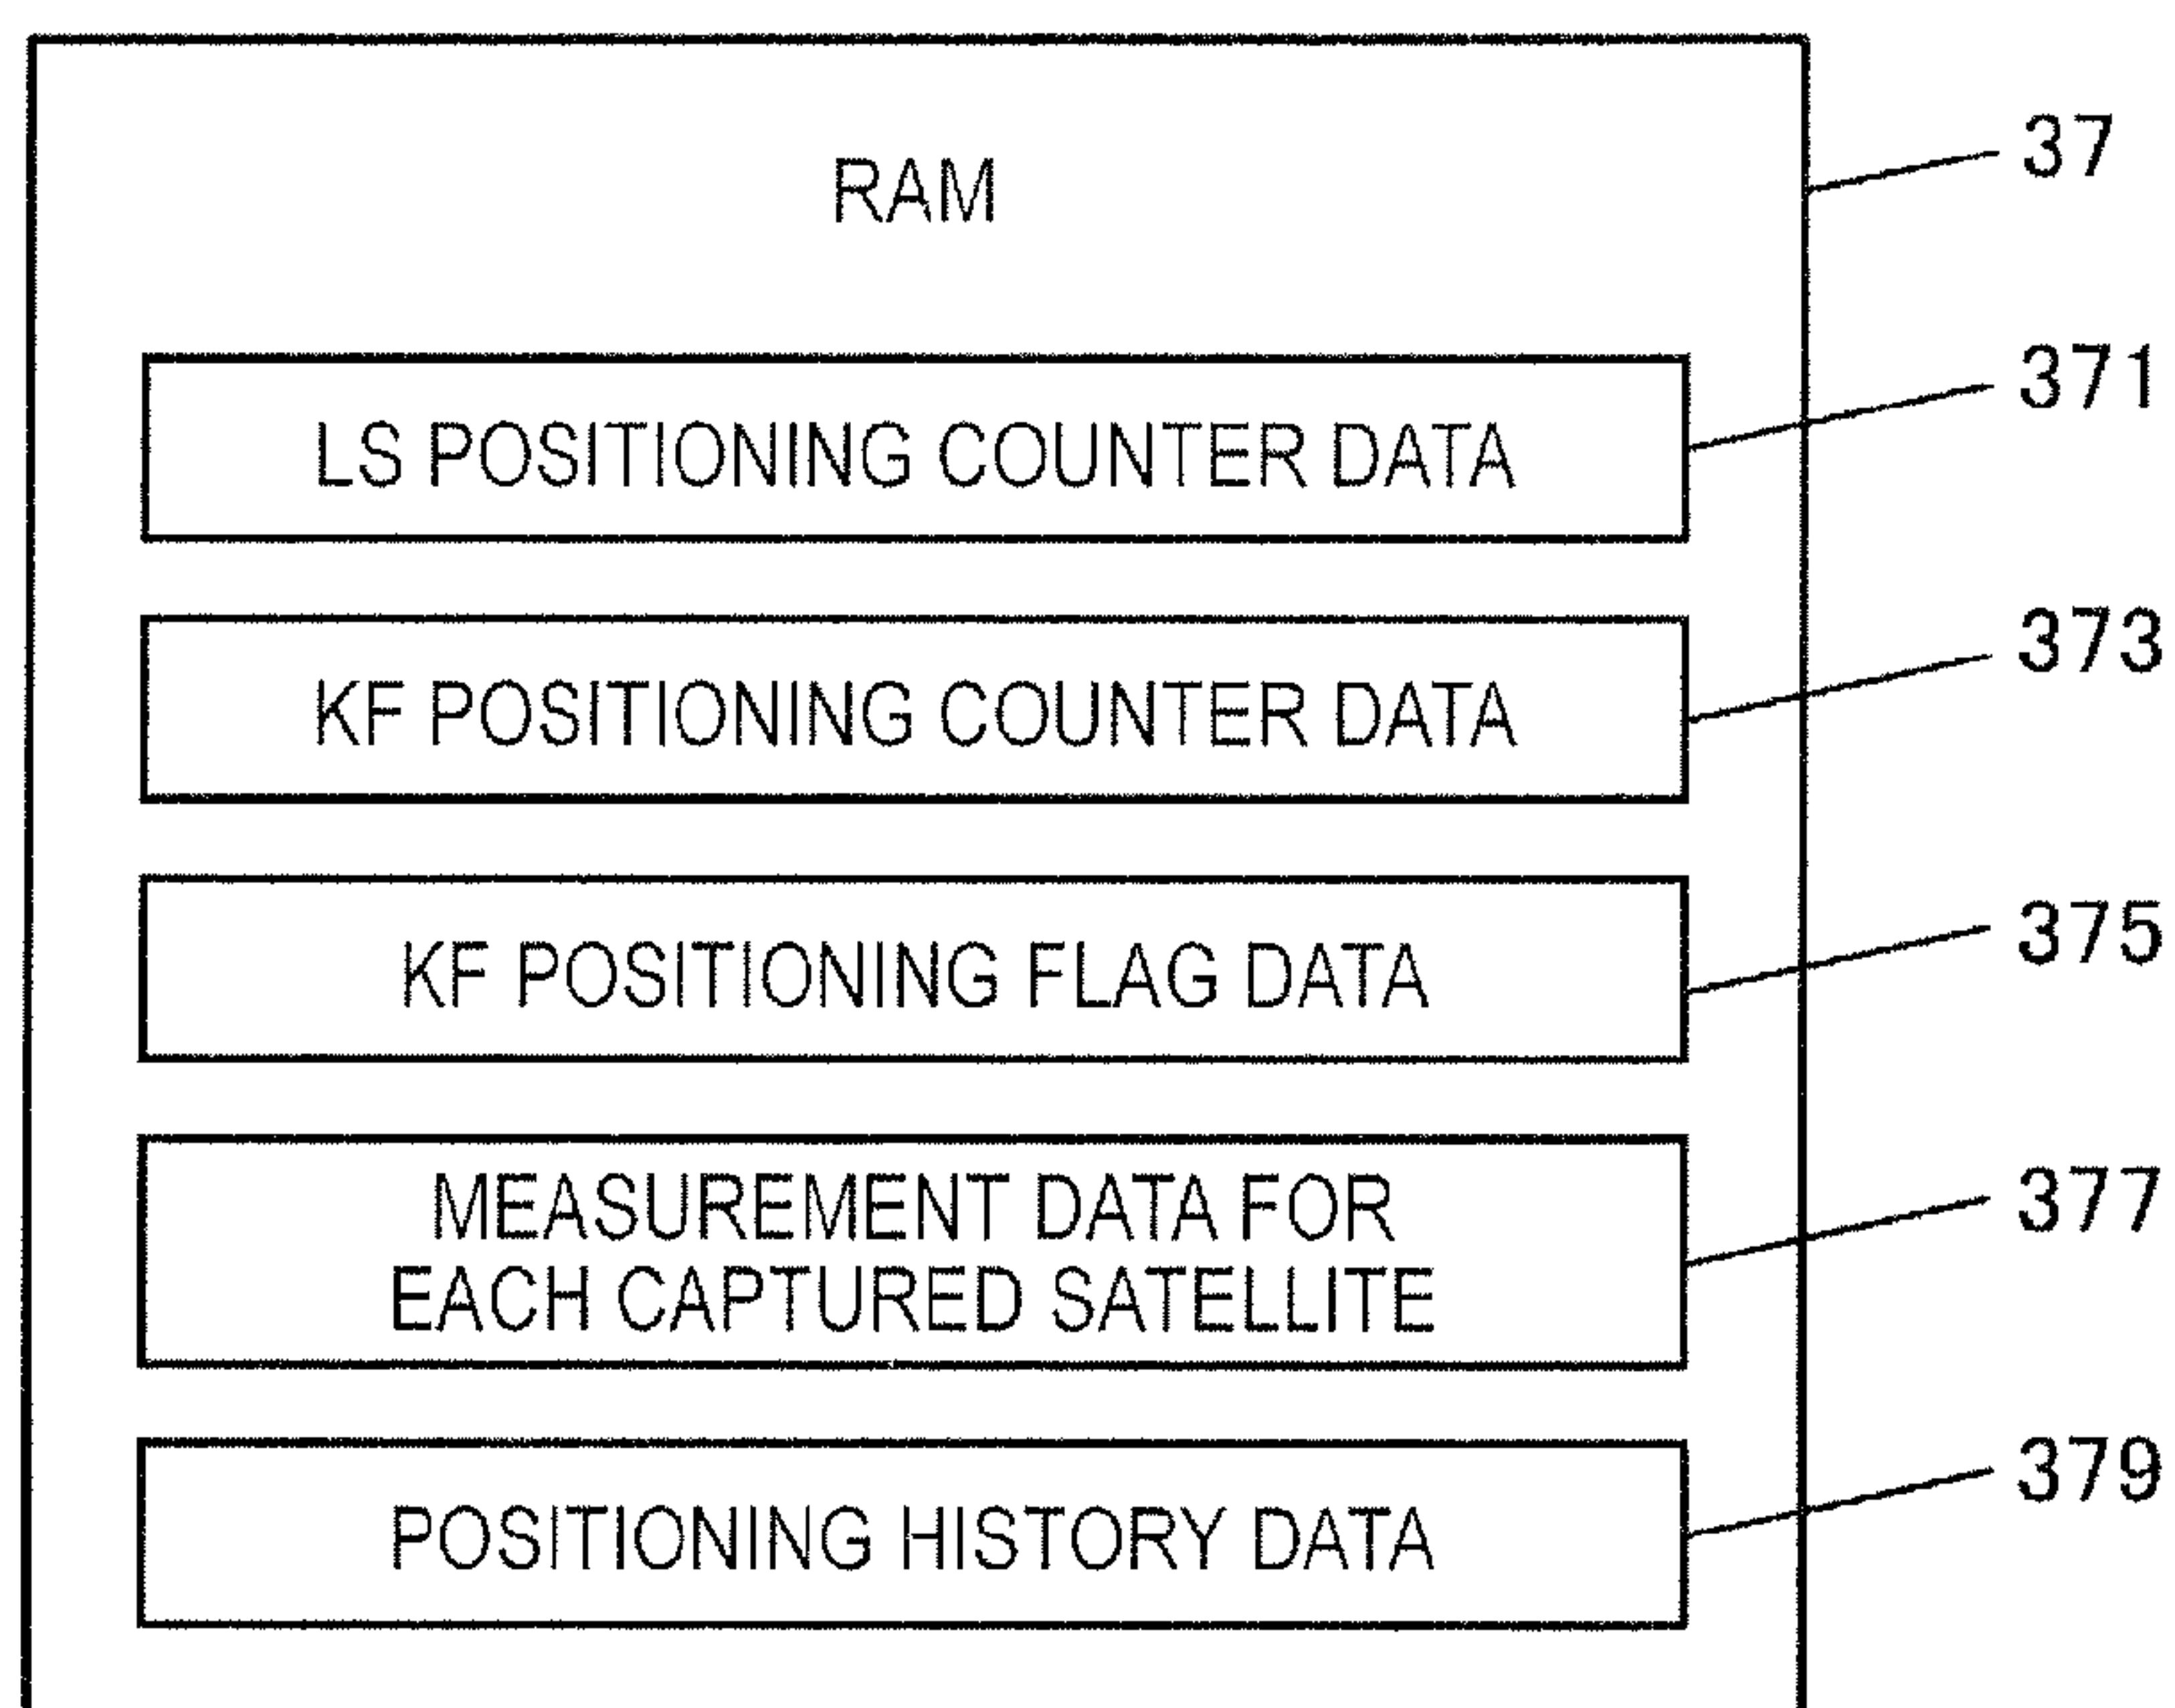 RAM
37
LS POSITIONING COUNTER DATA
371
KF POSITIONING COUNTER DATA
373
KF POSITIONING FLAG DATA
375
MEASUREMENT DATA FOR
EACH CAPTURED SATELLITE
377
POSITIONING HISTORY DATA
379